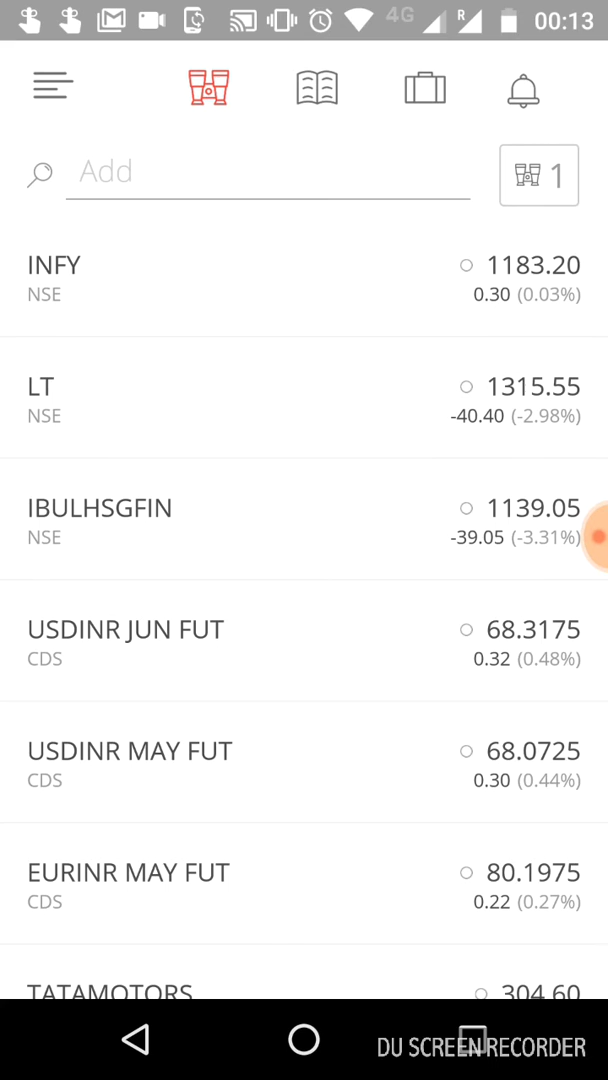 4G R 00:13
Add 1
INFY 1183.20
NSE 0.30 (0.03%)
LT 1315.55
NSE -40.40 (-2.98%)
IBULHSGFIN 1139.05
NSE -39.05 (-3.31%)
USDINR JUN FUT 68.3175
CDS 0.32 (0.48%)
USDINR MAY FUT 68.0725
CDS 0.30 (0.44%)
EURINR MAY FUT 80.1975
CDS 0.22 (0.27%)
TATAMOTORS 304.60
DU SCREEN RECORDER